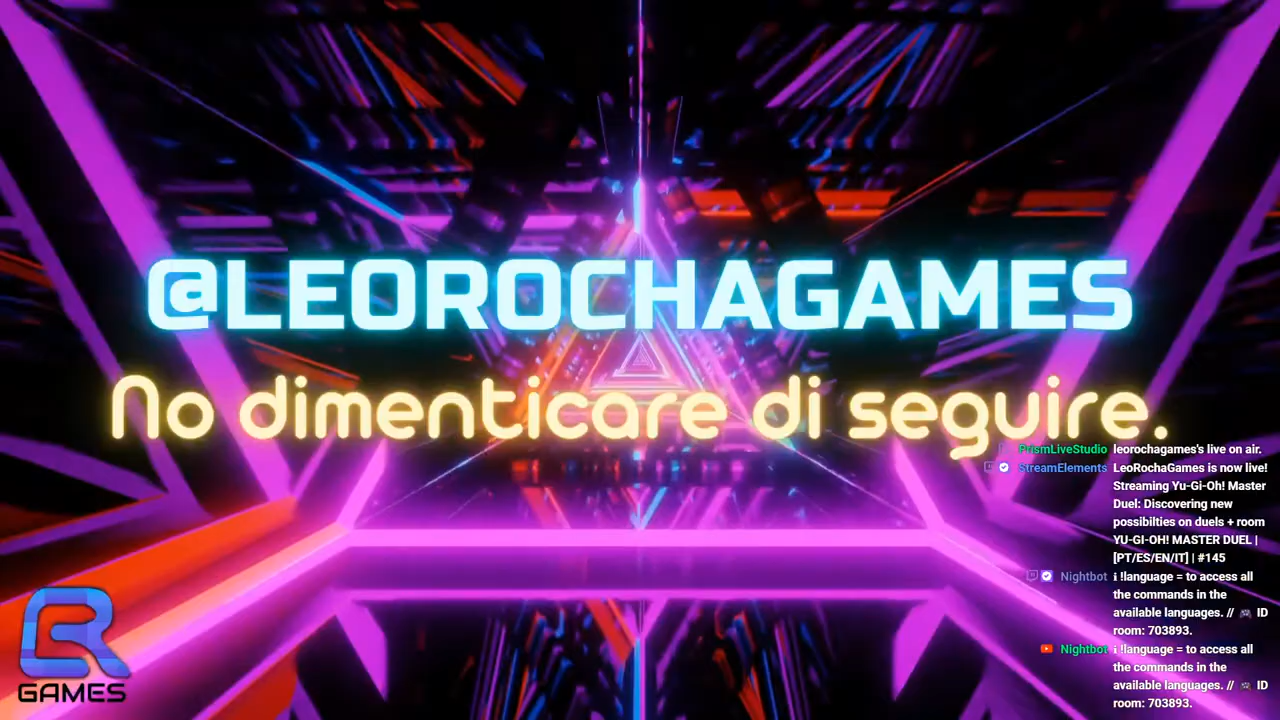 @LEOROCHAGAMES
No dimenticare di seguire.
PrismLiveStudio leorochagames's live on air.
StreamElements LeoRochaGames is now live!
Streaming Yu-Gi-Oh! Master
Duel: Discovering new
possibilties on duels + room
YU-GI-OH! MASTER DUEL |
[PT/ES/EN/IT] | #145
Nightbot ℹ !language = to access all
the commands in the
available languages. // 🎮 ID
room: 703893.
Nightbot ℹ !language = to access all
the commands in the
available languages. // 🎮 ID
room: 703893.
GAMES